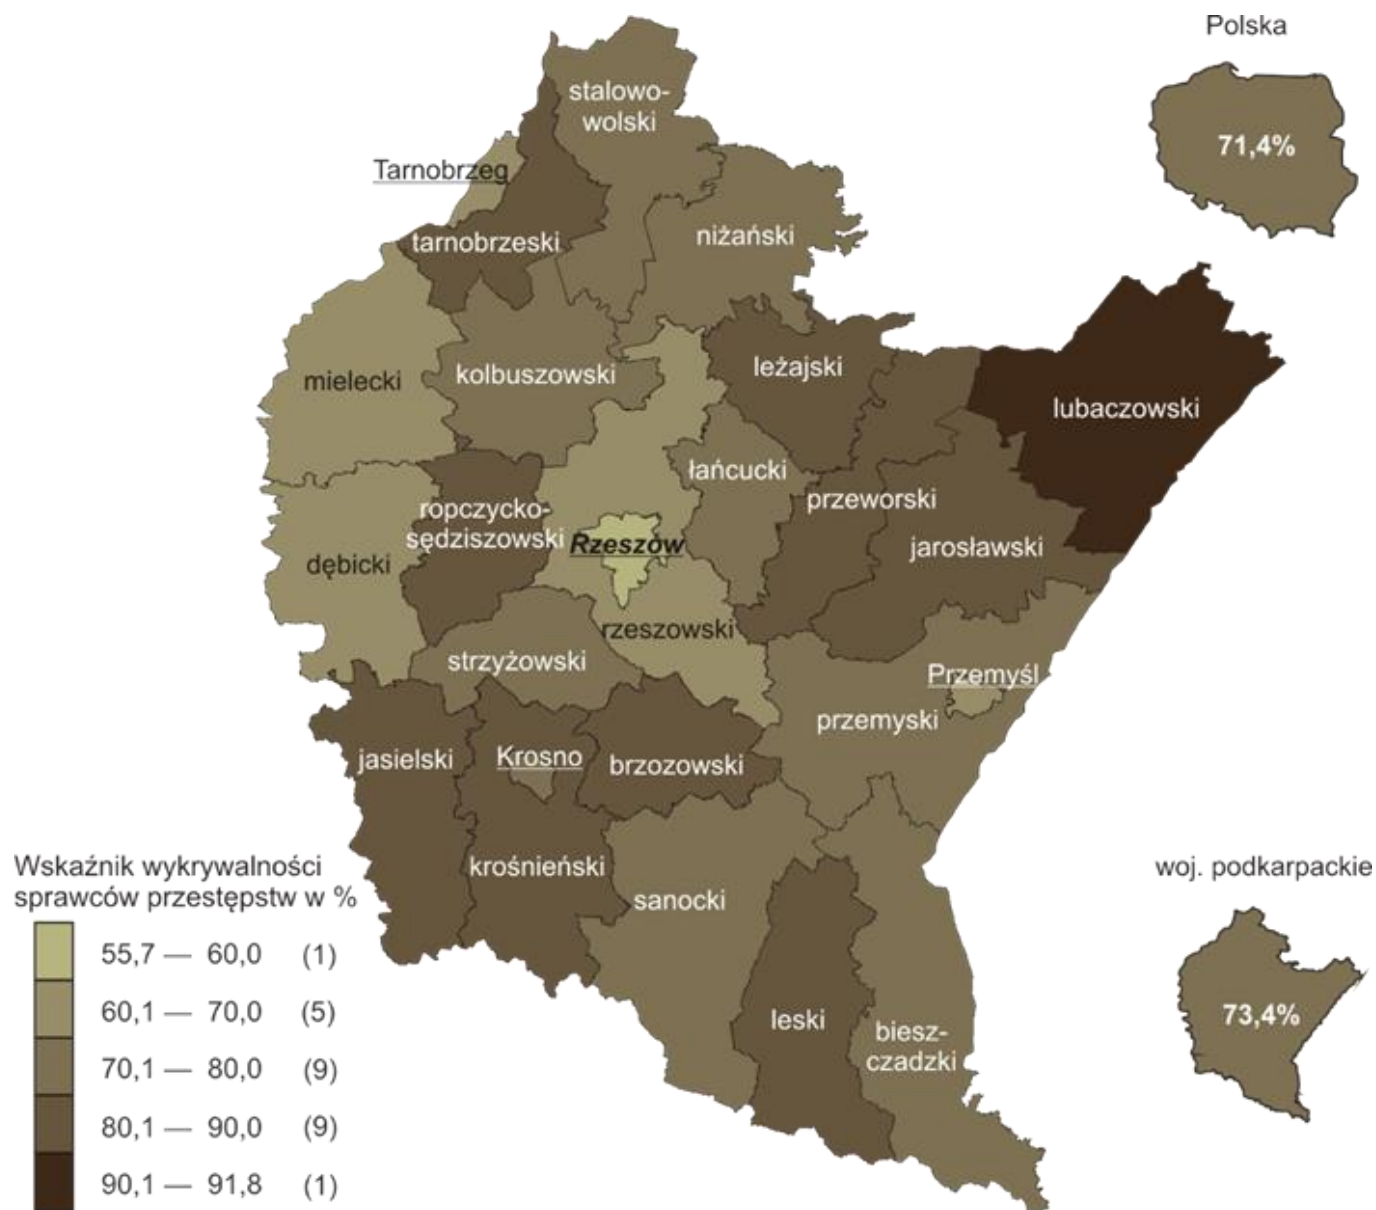 Polska
71,4%
stalowo-
wolski
Tarnobrzeg
tarnobrzeski
niżański
mielecki
kolbuszowski
leżajski
lubaczowski
łańcucki
przeworski
ropczycko-
sędziszowski
Rzeszów
jarosławski
dębicki
rzeszowski
strzyżowski
Przemyśl
przemyski
jasielski
Krosno
brzozowski
krośnieński
sanocki
leski
biesz-
czadzki
Wskaźnik wykrywalności
sprawców przestępstw w %
55,7 — 60,0 (1)
60,1 — 70,0 (5)
70,1 — 80,0 (9)
80,1 — 90,0 (9)
90,1 — 91,8 (1)
woj. podkarpackie
73,4%